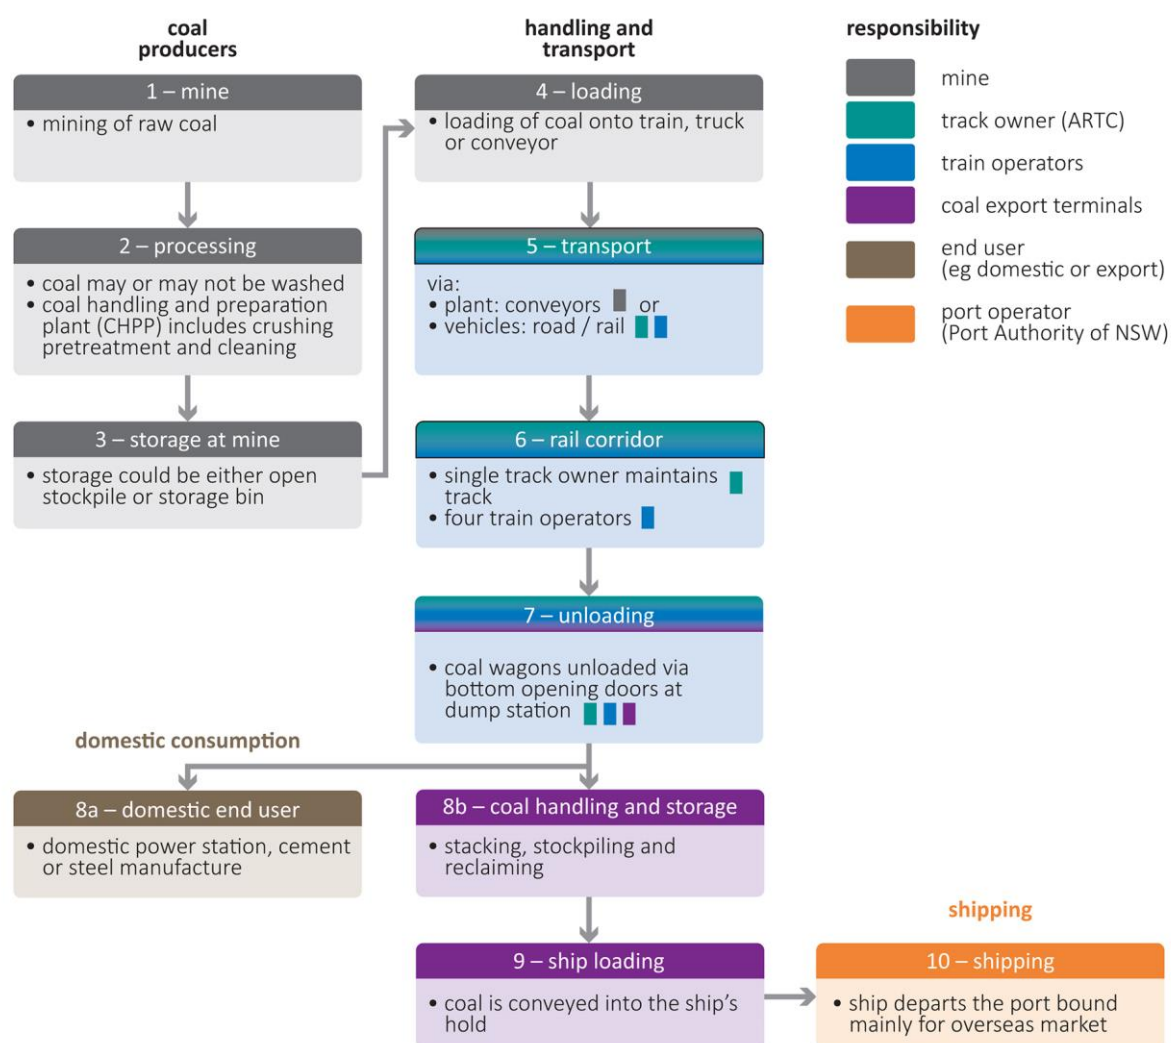 coal
producers
1 – mine
• mining of raw coal
2 – processing
• coal may or may not be washed
• coal handling and preparation
plant (CHPP) includes crushing
pretreatment and cleaning
3 – storage at mine
• storage could be either open
stockpile or storage bin
handling and
transport
4 – loading
• loading of coal onto train, truck
or conveyor
5 – transport
via:
• plant: conveyors or
• vehicles: road / rail
6 – rail corridor
• single track owner maintains
track
• four train operators
7 – unloading
• coal wagons unloaded via
bottom opening doors at
dump station
domestic consumption
8a – domestic end user
• domestic power station, cement
or steel manufacture
8b – coal handling and storage
• stacking, stockpiling and
reclaiming
9 – ship loading
• coal is conveyed into the ship's
hold
shipping
10 – shipping
• ship departs the port bound
mainly for overseas market
responsibility
mine
track owner (ARTC)
train operators
coal export terminals
end user
(eg domestic or export)
port operator
(Port Authority of NSW)